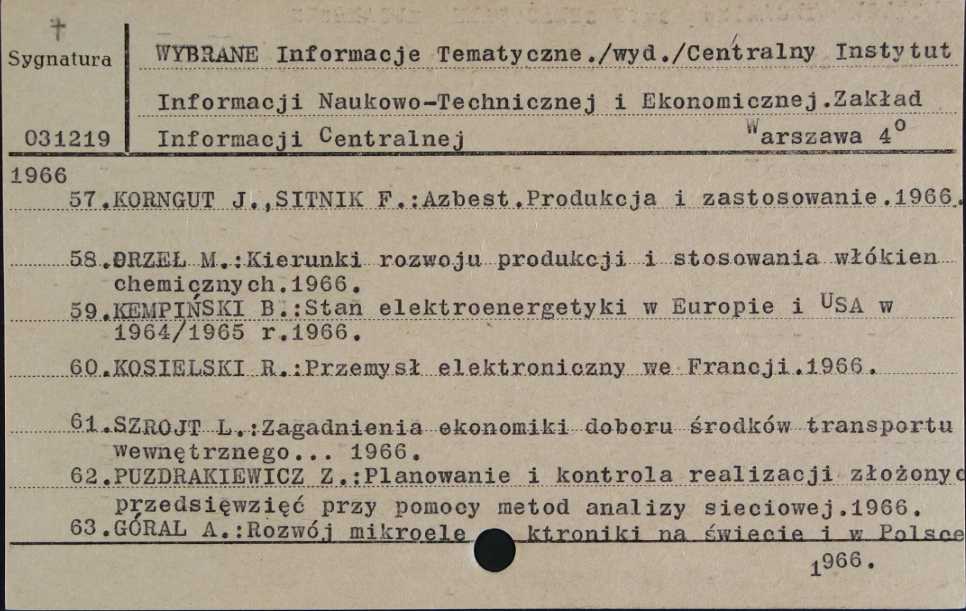 Sygnatura
WYBRANE Informacje Tematyczne./wyd./Centralny Instytut
Informacji Naukowo-Technicznej i Ekonomicznej.Zakład
031219 Informacji Centralnej Warszawa 4°
1966
57.KORNGUT J.,SITNIK F.:Azbest.Produkcja i zastosowanie.1966.
58.ORZEŁ M.:Kierunki rozwoju produkcji i stosowania włókien
chemicznych.1966.
59.KEMPIŃSKI B.:Stan elektroenergetyki w Europie i USA w
1964/1965 r.1966.
60.KOSIELSKI R.:Przemysł elektroniczny we Francji.1966.
61.SZROJT L.:Zagadnienia ekonomiki doboru środków transportu
wewnętrznego... 1966.
62.PUZDRAKIEWICZ Z.:Planowanie i kontrola realizacji złożonyc
przedsięwzięć przy pomocy metod analizy sieciowej.1966.
63.GÓRAL A.:Rozwój mikroele ktroniki na świecie i w Polsce
1966.